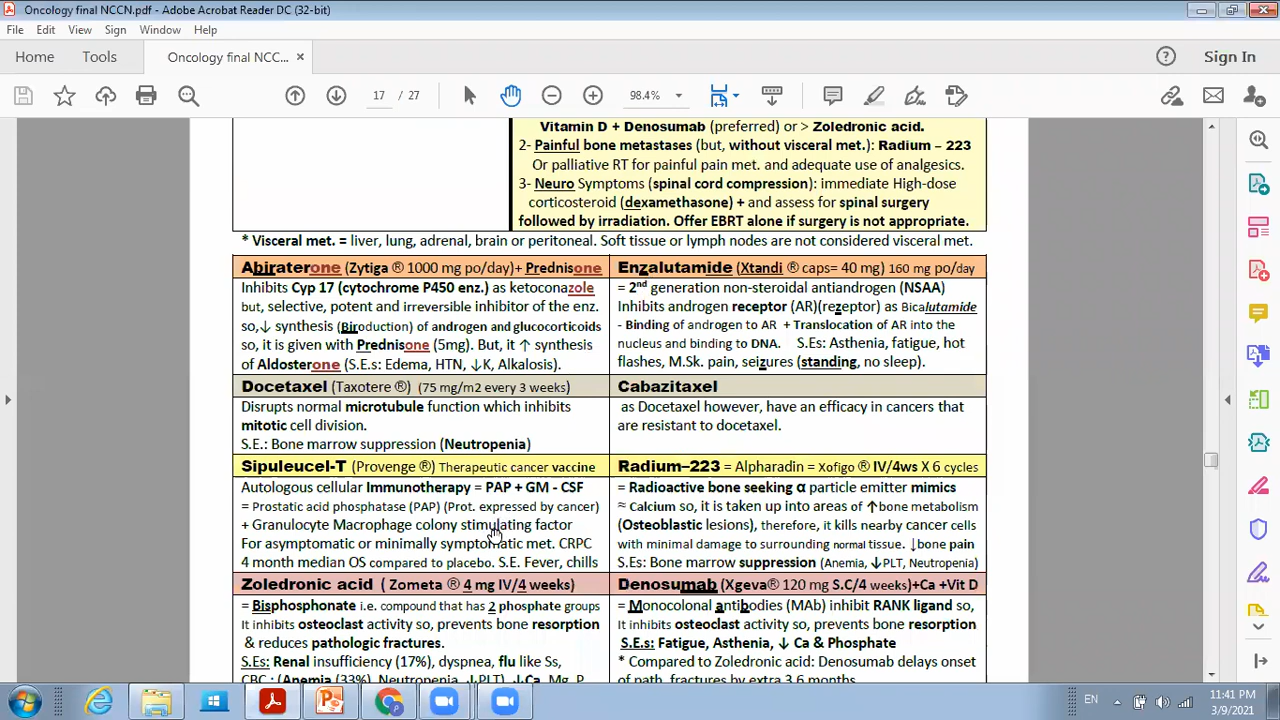 Oncology final NCCN.pdf - Adobe Acrobat Reader DC (32-bit)
File Edit View Sign Window Help
Home Tools Oncology final NCC... × Sign In
17 / 27 98.4%
Vitamin D + Denosumab (preferred) or > Zoledronic acid.
2- Painful bone metastases (but, without visceral met.): Radium – 223
Or palliative RT for painful pain met. and adequate use of analgesics.
3- Neuro Symptoms (spinal cord compression): immediate High-dose
corticosteroid (dexamethasone) + and assess for spinal surgery
followed by irradiation. Offer EBRT alone if surgery is not appropriate.
* Visceral met. = liver, lung, adrenal, brain or peritoneal. Soft tissue or lymph nodes are not considered visceral met.
Abiraterone (Zytiga ® 1000 mg po/day)+ Prednisone
Inhibits Cyp 17 (cytochrome P450 enz.) as ketoconazole
but, selective, potent and irreversible inhibitor of the enz.
so,↓ synthesis (Biroduction) of androgen and glucocorticoids
so, it is given with Prednisone (5mg). But, it ↑ synthesis
of Aldosterone (S.E.s: Edema, HTN, ↓K, Alkalosis).
Enzalutamide (Xtandi ® caps= 40 mg) 160 mg po/day
= 2nd generation non-steroidal antiandrogen (NSAA)
Inhibits androgen receptor (AR)(rezeptor) as Bicalutamide
- Binding of androgen to AR + Translocation of AR into the
nucleus and binding to DNA. S.Es: Asthenia, fatigue, hot
flashes, M.Sk. pain, seizures (standing, no sleep).
Docetaxel (Taxotere ®) (75 mg/m2 every 3 weeks)
Disrupts normal microtubule function which inhibits
mitotic cell division.
S.E.: Bone marrow suppression (Neutropenia)
Cabazitaxel
as Docetaxel however, have an efficacy in cancers that
are resistant to docetaxel.
Sipuleucel-T (Provenge ®) Therapeutic cancer vaccine
Autologous cellular Immunotherapy = PAP + GM - CSF
= Prostatic acid phosphatase (PAP) (Prot. expressed by cancer)
+ Granulocyte Macrophage colony stimulating factor
For asymptomatic or minimally symptomatic met. CRPC
4 month median OS compared to placebo. S.E. Fever, chills
Radium–223 = Alpharadin = Xofigo ® IV/4ws X 6 cycles
= Radioactive bone seeking α particle emitter mimics
≈ Calcium so, it is taken up into areas of ↑bone metabolism
(Osteoblastic lesions), therefore, it kills nearby cancer cells
with minimal damage to surrounding normal tissue. ↓bone pain
S.Es: Bone marrow suppression (Anemia, ↓PLT, Neutropenia)
Zoledronic acid ( Zometa ® 4 mg IV/4 weeks)
= Bisphosphonate i.e. compound that has 2 phosphate groups
It inhibits osteoclast activity so, prevents bone resorption
& reduces pathologic fractures.
S.Es: Renal insufficiency (17%), dyspnea, flu like Ss,
CBC : (Anemia (33%), Neutropenia, ↓PLT), ↓Ca, Mg, P
Denosumab (Xgeva® 120 mg S.C/4 weeks)+Ca +Vit D
= Monocolonal antibodies (MAb) inhibit RANK ligand so,
It inhibits osteoclast activity so, prevents bone resorption
S.E.s: Fatigue, Asthenia, ↓ Ca & Phosphate
* Compared to Zoledronic acid: Denosumab delays onset
of path. fractures by extra 3.6 months.
EN 11:41 PM
3/9/2021